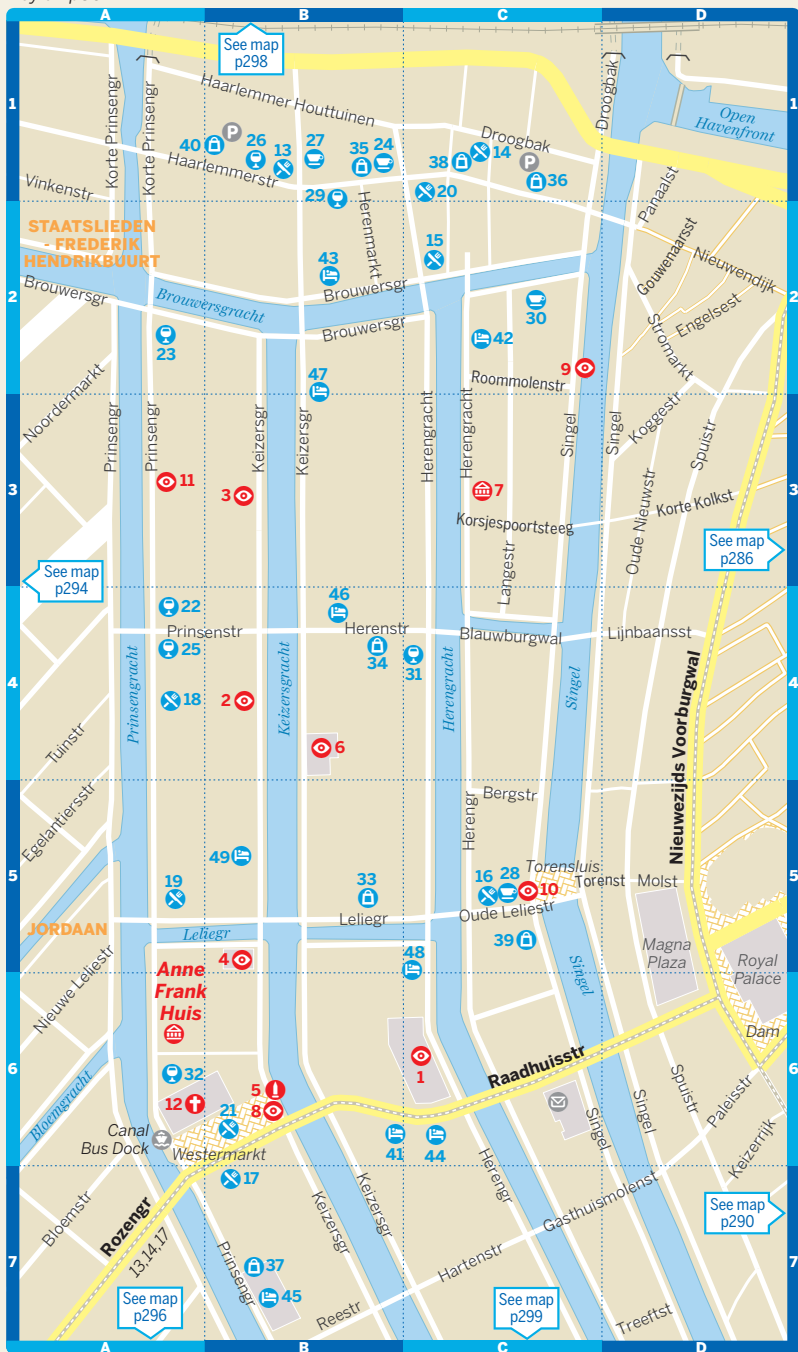 A
B
C
D
See map
p298
1
Korte Prinsengr
Korte Prinsengr
Haarlemmer Houttuinen
Droogbak
Droogbak
Open
Havenfront
1
P
40
26
13
27
35
24
38
14
P
36
Haarlemmerstr
Vinkenstr
29
Herenmarkt
20
Panaalst
STAATSLIEDEN
- FREDERIK
HENDRIKBUURT
15
Gouwenaarsst
Nieuwendijk
43
2
Brouwersgr
Brouwersgracht
Brouwersgr
Brouwersgr
30
Engelsest
Stromarkt
2
23
42
9
Roommolenstr
47
Noordermarkt
Prinsengr
Prinsengr
Keizersgr
Keizersgr
Herengracht
Herengracht
Singel
Singel
Koggestr
Spuistr
3
11
3
7
Korte Kolkst
3
Korsjespoortsteeg
Oude Nieuwstr
Langestr
See map
p286
See map
p294
22
46
Prinsenstr
Herenstr
Blauwburgwal
Lijnbaansst
25
34
31
4
Prinsengracht
Keizersgracht
Herengracht
Singel
4
18
2
Nieuwezijds Voorburgwal
Tuinstr
6
Egelantiersstr
Herengr
Bergstr
49
5
19
33
16
28
10
Torensluis
Torenst
Molst
5
Leliegr
Oude Leliestr
JORDAAN
Leliegr
39
4
48
Singel
Magna
Plaza
Royal
Palace
Nieuwe Leliestr
Anne
Frank
Huis
Dam
6
32
1
Raadhuisstr
6
Bloemgracht
5
12
8
21
Canal
Bus Dock
Westermarkt
41
44
Singel
Singel
Spuistr
Paleisstr
Keizerrijk
17
Herengr
Gasthuismolenst
See map
p290
Bloemstr
Rozengr
13,14,17
Keizersgr
Keizersgr
7
Prinsengr
37
Hartenstr
7
45
See map
p296
Reestr
See map
p299
Treeftst
A
B
C
D